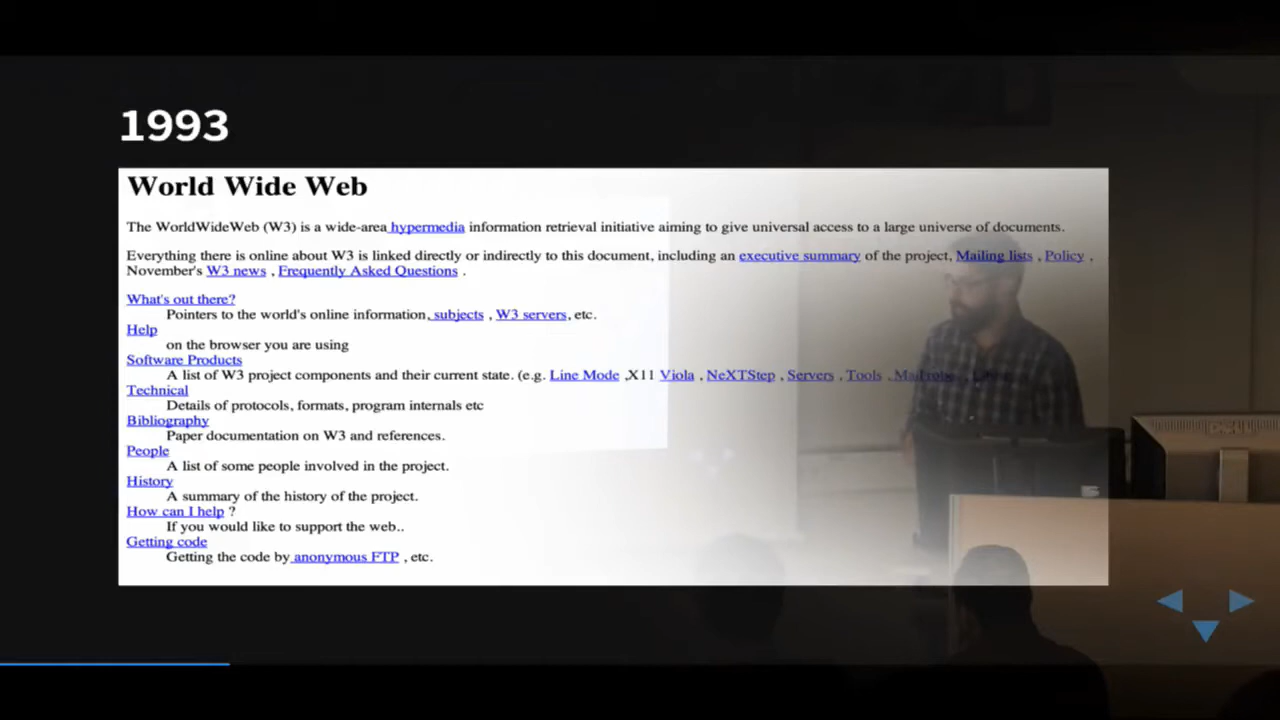 1993
World Wide Web
The WorldWideWeb (W3) is a wide-area hypermedia information retrieval initiative aiming to give universal access to a large universe of documents.
Everything there is online about W3 is linked directly or indirectly to this document, including an executive summary of the project, Mailing lists , Policy ,
November's W3 news , Frequently Asked Questions .
What's out there?
Pointers to the world's online information, subjects , W3 servers, etc.
Help
on the browser you are using
Software Products
A list of W3 project components and their current state. (e.g. Line Mode ,X11 Viola , NeXTStep , Servers , Tools , Mail robot ,
Technical
Details of protocols, formats, program internals etc
Bibliography
Paper documentation on W3 and references.
People
A list of some people involved in the project.
History
A summary of the history of the project.
How can I help ?
If you would like to support the web..
Getting code
Getting the code by anonymous FTP , etc.
DELL